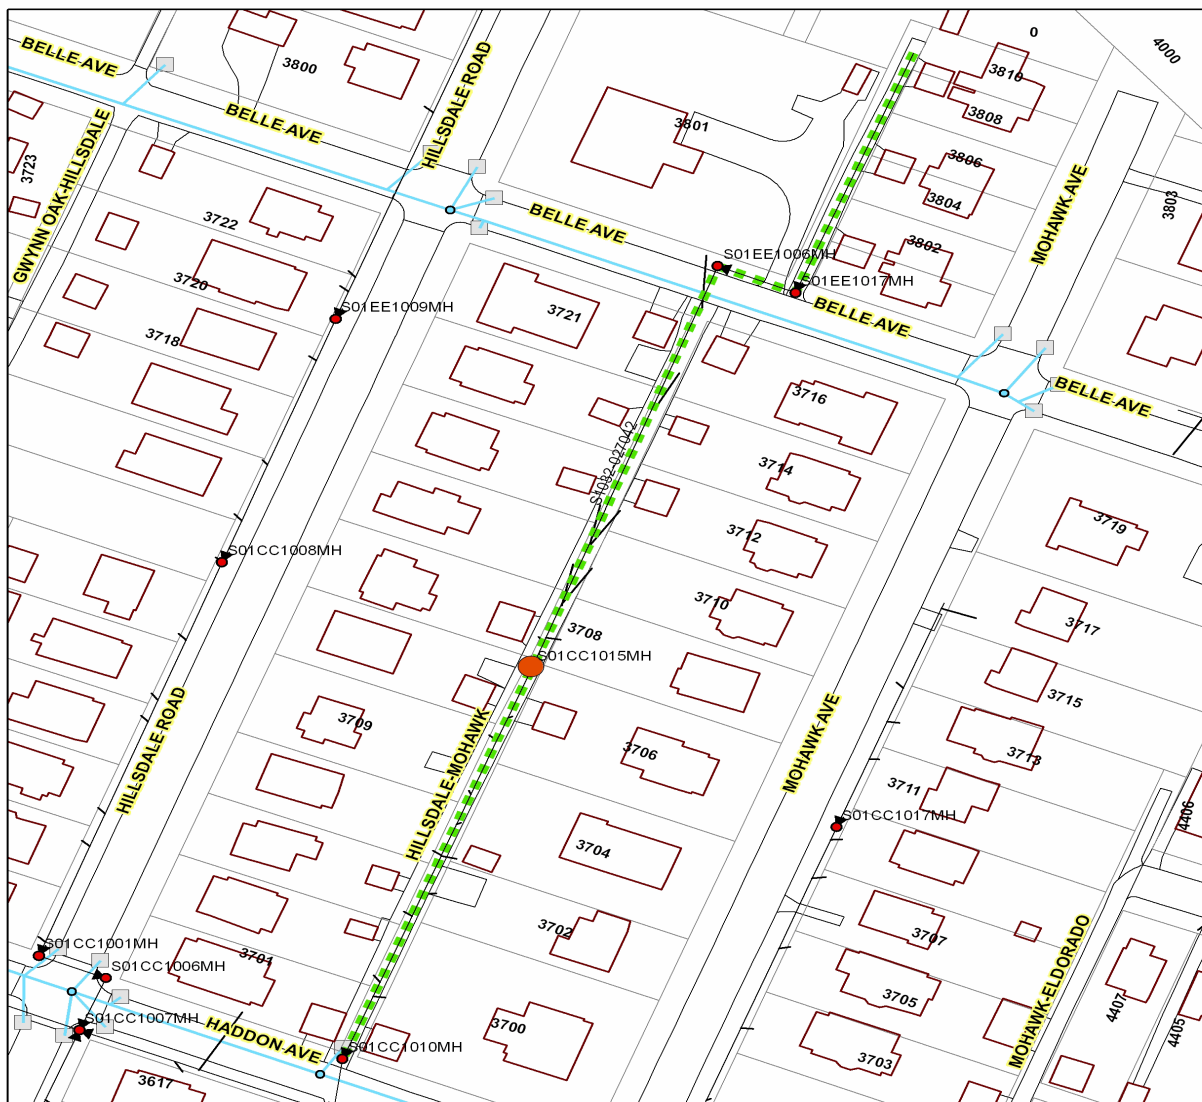 BELLE AVE
3800
HILLSDALE ROAD
0
4000
3810
3808
BELLE AVE
3801
3723
GWYNN OAK-HILLSDALE
3806
3804
MOHAWK AVE
3803
3722
BELLE AVE
3802
S01EE1006MH
3720
S01EE1017MH
S01EE1009MH
3721
BELLE AVE
3718
3716
BELLE AVE
S1032-027042
3714
3712
3719
S01CC1008MH
3710
3708
3717
S01CC1015MH
3715
HILLSDALE ROAD
3709
HILLSDALE-MOHAWK
3706
MOHAWK AVE
3713
3711
4406
S01CC1017MH
3704
3702
3707
S01CC1001MH
3701
S01CC1006MH
3705
MOHAWK-ELDORADO
4407
4405
S01CC1007MH
HADDON AVE
3700
S01CC1010MH
3703
3617